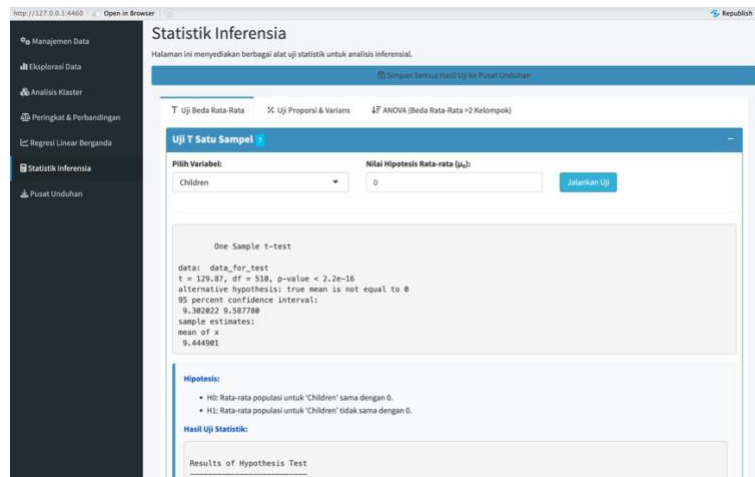 http://127.0.0.1:4460
Open in Browser
Republish
Manajemen Data
Eksplorasi Data
Analisis Klaster
Peringkat & Perbandingan
Regresi Linear Berganda
Statistik Inferensia
Pusat Unduhan
Statistik Inferensia
Halaman ini menyediakan berbagai alat uji statistik untuk analisis inferensial.
Simpan Semua Hasil Uji ke Pusat Unduhan
Uji Beda Rata-Rata
Uji Proporsi & Varians
ANOVA (Beda Rata-Rata >2 Kelompok)
Uji T Satu Sampel ?
Pilih Variabel:
Nilai Hipotesis Rata-rata (μ₀):
Children
0
Jalankan Uji
One Sample t-test
data: data_for_test
t = 129.87, df = 510, p-value < 2.2e-16
alternative hypothesis: true mean is not equal to 0
95 percent confidence interval:
9.302022 9.587780
sample estimates:
mean of x
9.444901
Hipotesis:
• H0: Rata-rata populasi untuk 'Children' sama dengan 0.
• H1: Rata-rata populasi untuk 'Children' tidak sama dengan 0.
Hasil Uji Statistik:
Results of Hypothesis Test
--------------------------